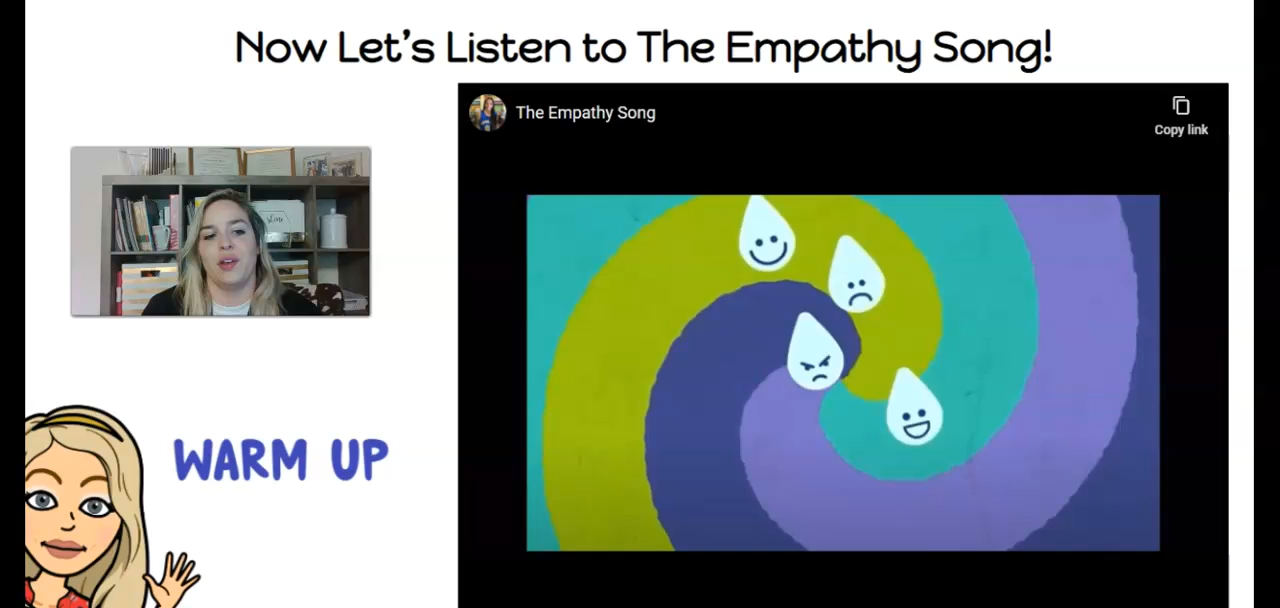 Now Let's Listen to The Empathy Song!
The Empathy Song
Copy link
WARM UP